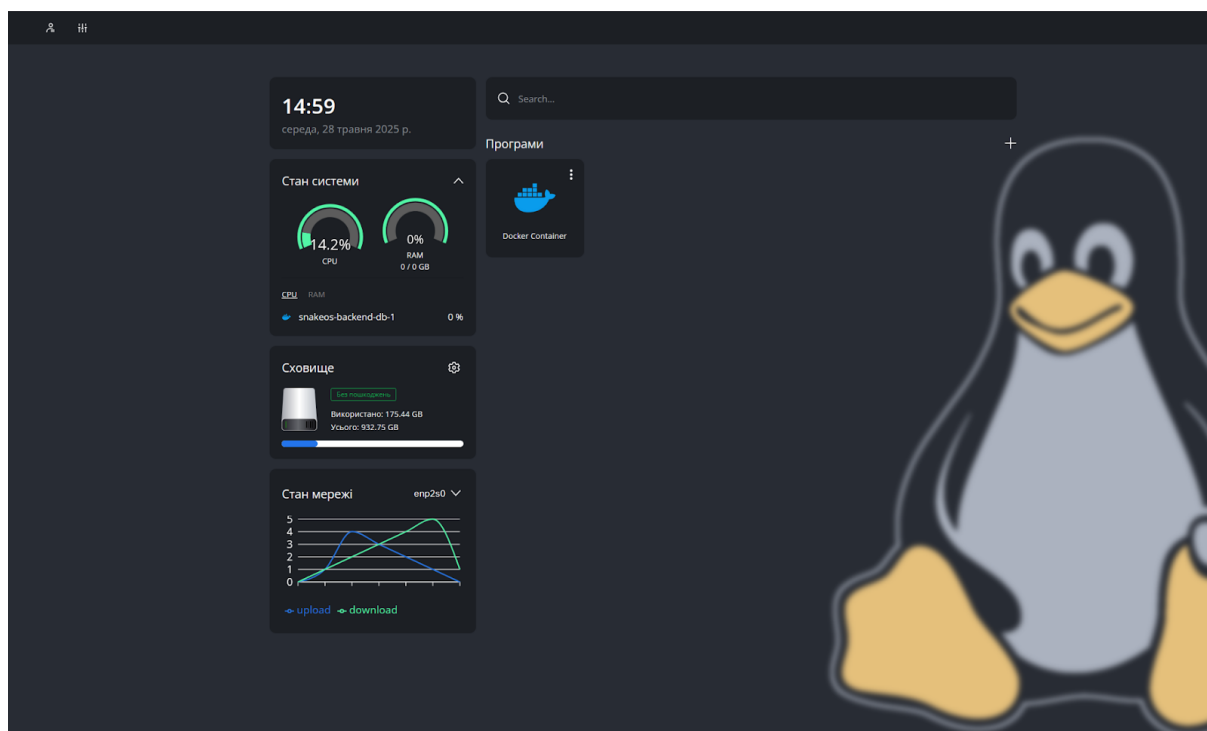 14:59
середа, 28 травня 2025 р.
Search...
Програми
Docker Container
Стан системи
14.2%
CPU
0%
RAM
0 / 0 GB
CPU RAM
snakeos-backend-db-1 0 %
Сховище
Без пошкоджень
Використано: 175.44 GB
Усього: 932.75 GB
Стан мережі enp2s0
5
4
3
2
1
0
upload download